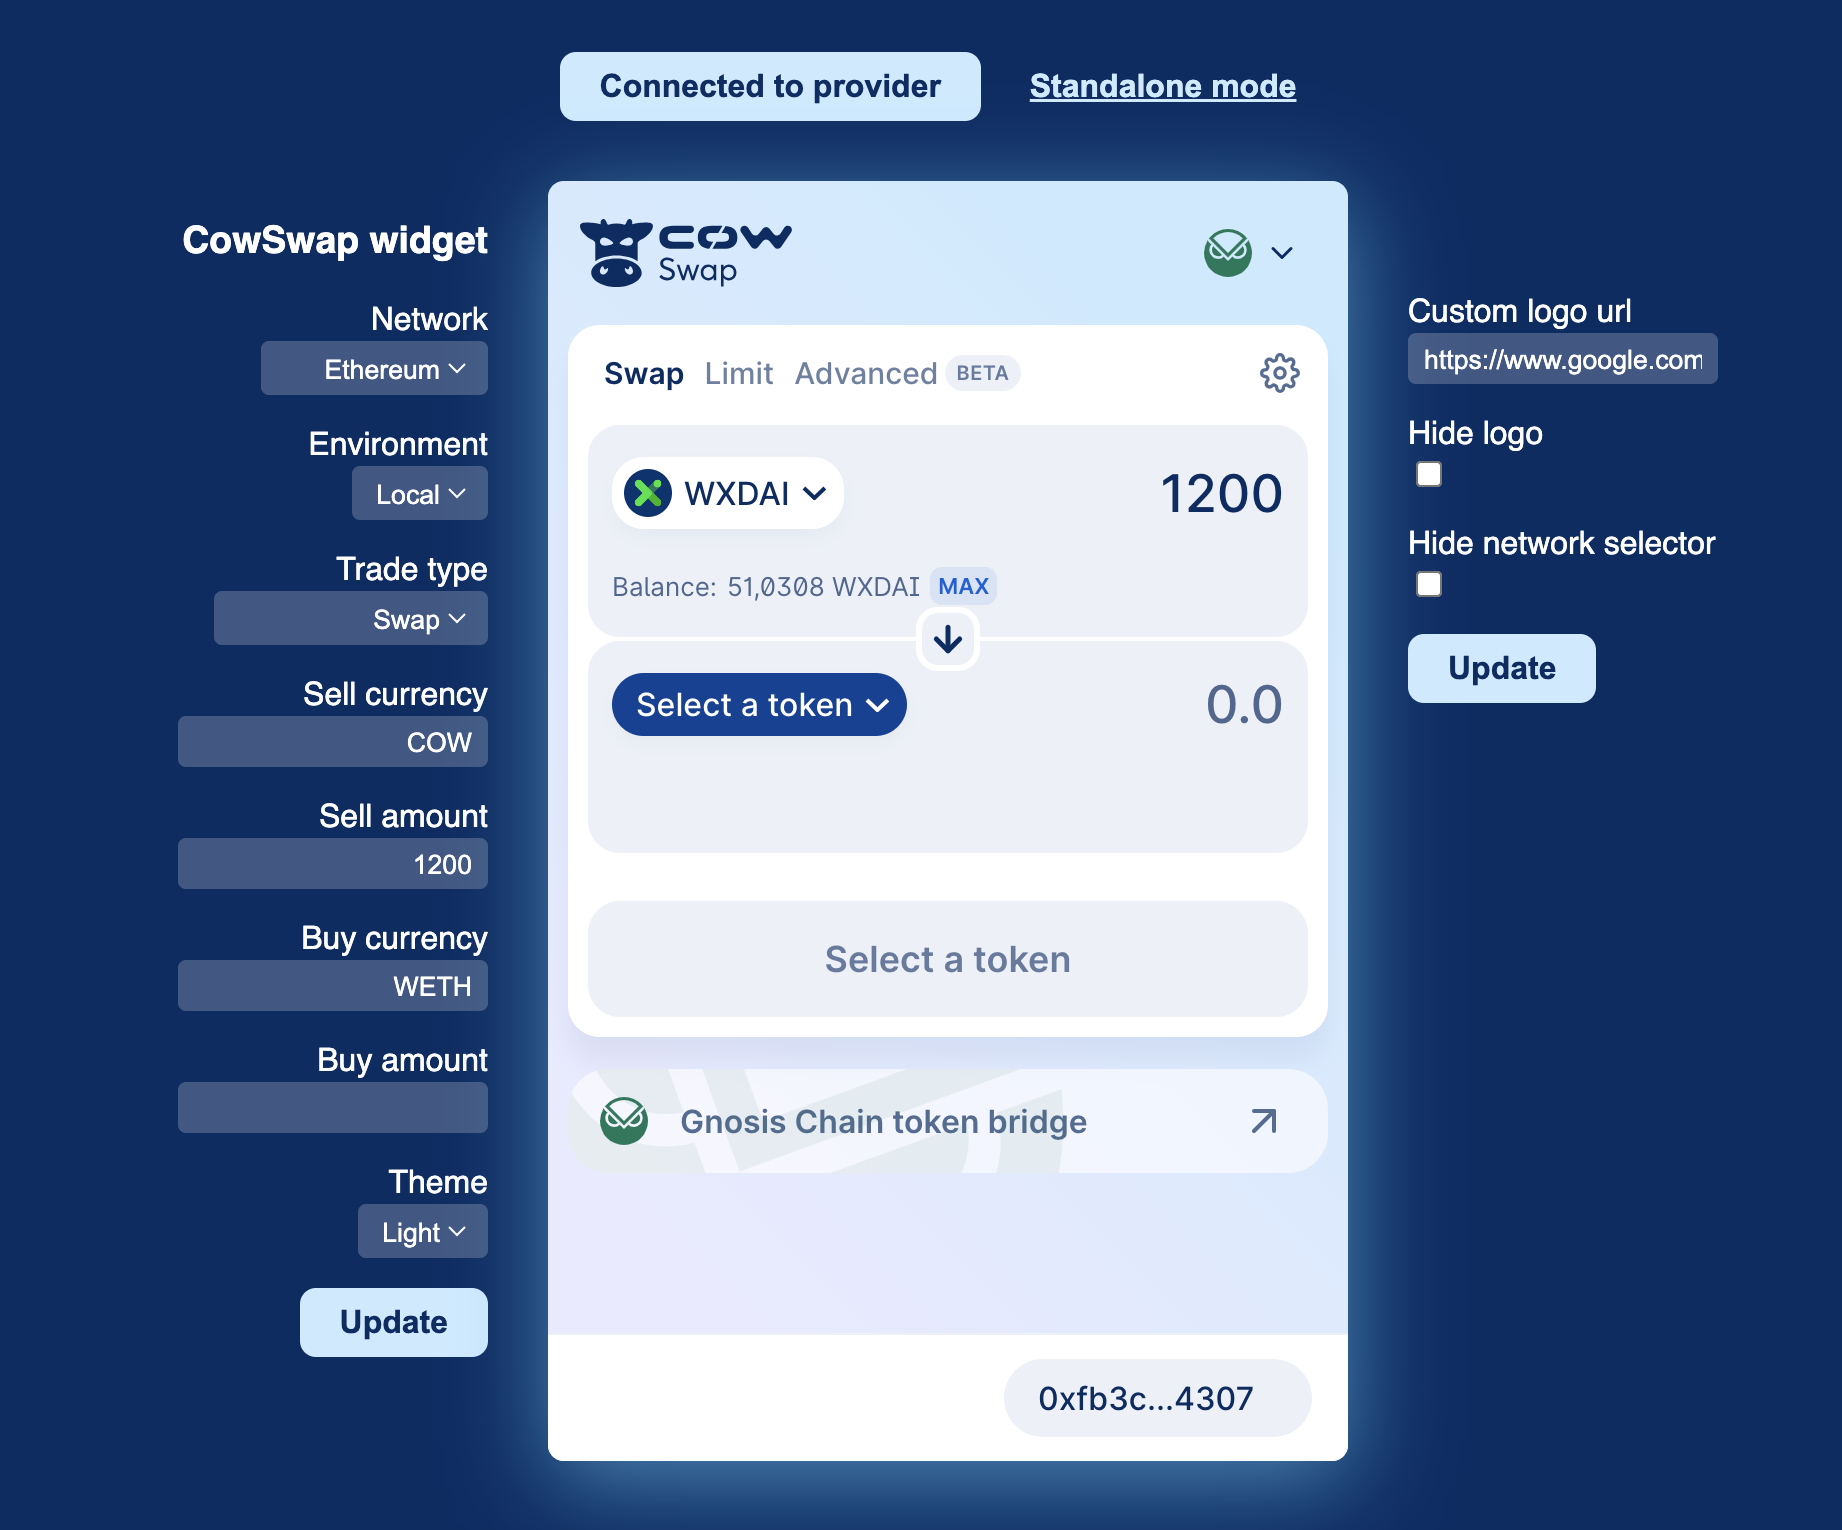 Connected to provider
Standalone mode
CowSwap widget
Network
Ethereum
Environment
Local
Trade type
Swap
Sell currency
COW
Sell amount
1200
Buy currency
WETH
Buy amount
Theme
Light
Update
COW
Swap
Swap Limit Advanced BETA
WXDAI 1200
Balance: 51,0308 WXDAI MAX
Select a token 0.0
Select a token
Gnosis Chain token bridge
0xfb3c...4307
Custom logo url
https://www.google.com
Hide logo
Hide network selector
Update